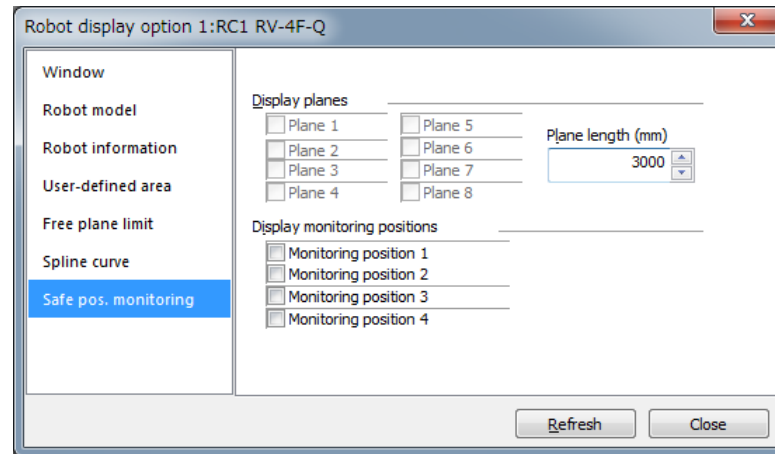 Robot display option 1:RC1 RV-4F-Q
x
Window
Robot model
Robot information
User-defined area
Free plane limit
Spline curve
Safe pos. monitoring
Display planes
Plane 1
Plane 2
Plane 3
Plane 4
Plane 5
Plane 6
Plane 7
Plane 8
Plane length (mm)
3000
Display monitoring positions
Monitoring position 1
Monitoring position 2
Monitoring position 3
Monitoring position 4
Refresh
Close